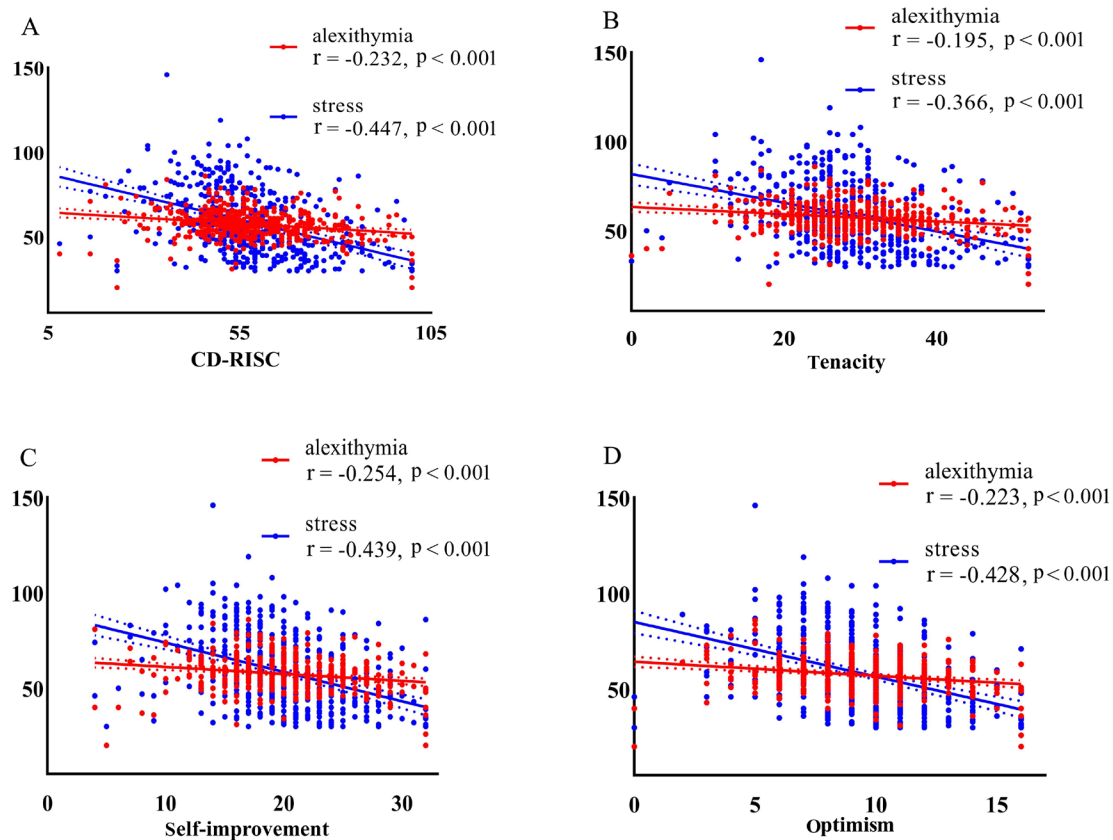 A
alexithymia
r = -0.232, p < 0.001
stress
r = -0.447, p < 0.001
150
100
50
5 55 105
CD-RISC
B
alexithymia
r = -0.195, p < 0.001
stress
r = -0.366, p < 0.001
150
100
50
0 20 40
Tenacity
C
alexithymia
r = -0.254, p < 0.001
stress
r = -0.439, p < 0.001
150
100
50
0 10 20 30
Self-improvement
D
alexithymia
r = -0.223, p < 0.001
stress
r = -0.428, p < 0.001
150
100
50
0 5 10 15
Optimism